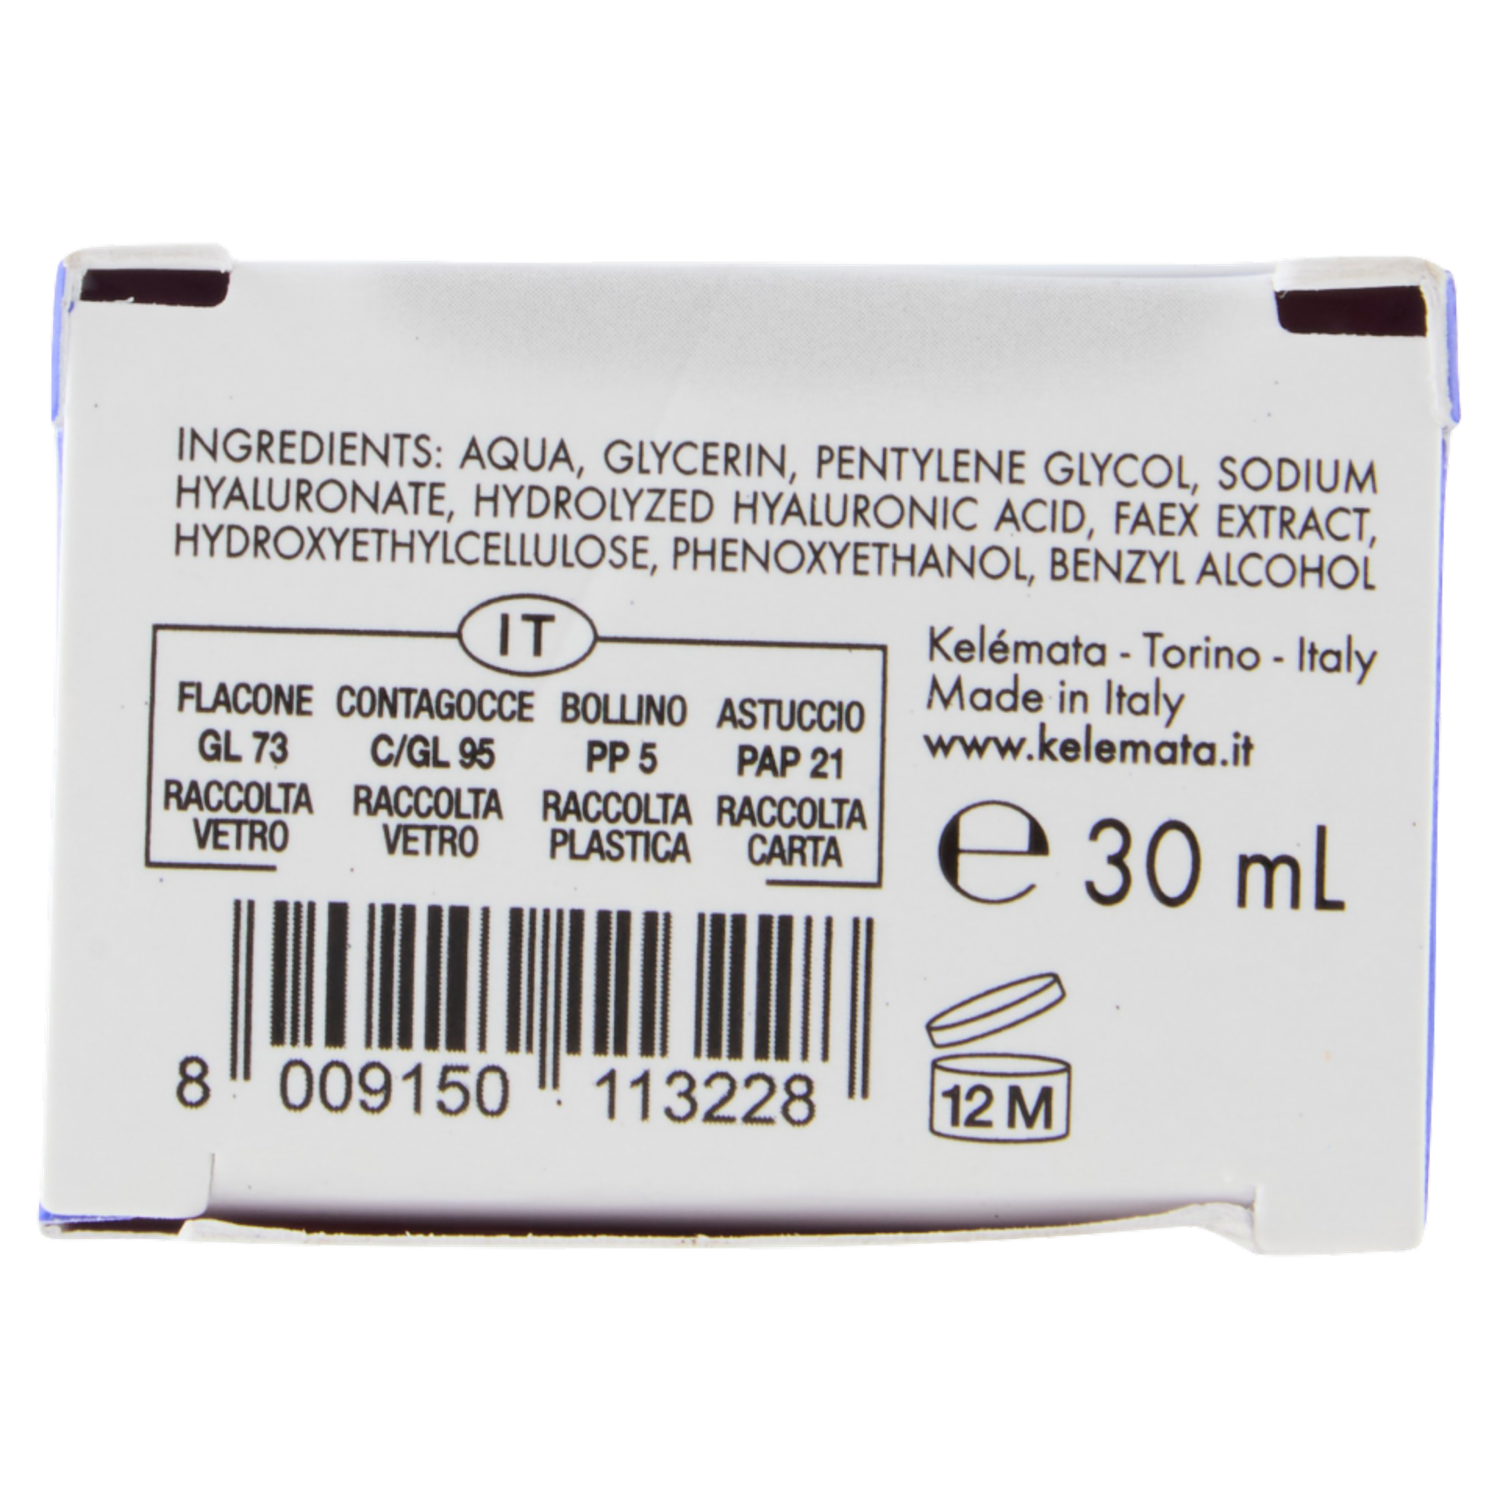 INGREDIENTS: AQUA, GLYCERIN, PENTYLENE GLYCOL, SODIUM
HYALURONATE, HYDROLYZED HYALURONIC ACID, FAEX EXTRACT,
HYDROXYETHYLCELLULOSE, PHENOXYETHANOL, BENZYL ALCOHOL
IT
FLACONE CONTAGOCCE BOLLINO ASTUCCIO
GL 73 C/GL 95 PP 5 PAP 21
RACCOLTA RACCOLTA RACCOLTA RACCOLTA
VETRO VETRO PLASTICA CARTA
Kelémata - Torino - Italy
Made in Italy
www.kelemata.it
e 30 mL
12 M
8 009150 113228